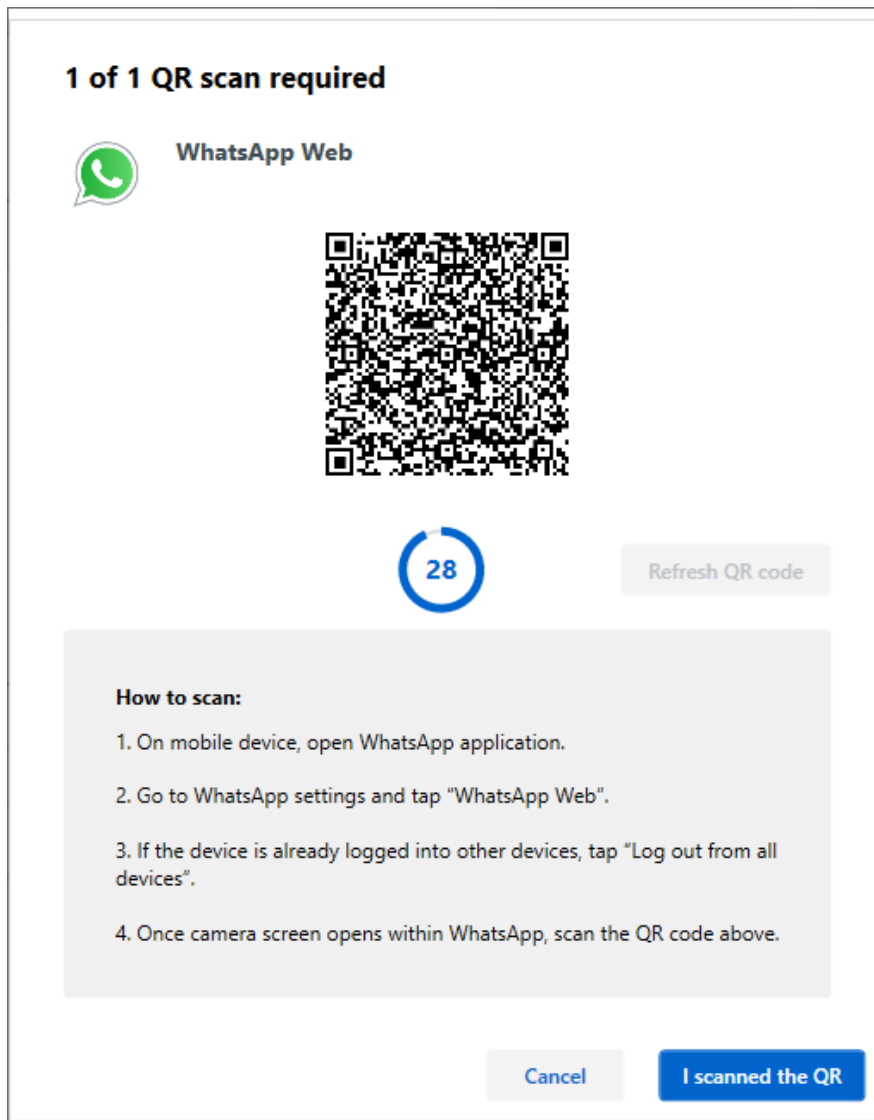 1 of 1 QR scan required
WhatsApp Web
28
Refresh QR code
How to scan:
1. On mobile device, open WhatsApp application.
2. Go to WhatsApp settings and tap “WhatsApp Web”.
3. If the device is already logged into other devices, tap “Log out from all
devices”.
4. Once camera screen opens within WhatsApp, scan the QR code above.
Cancel
I scanned the QR